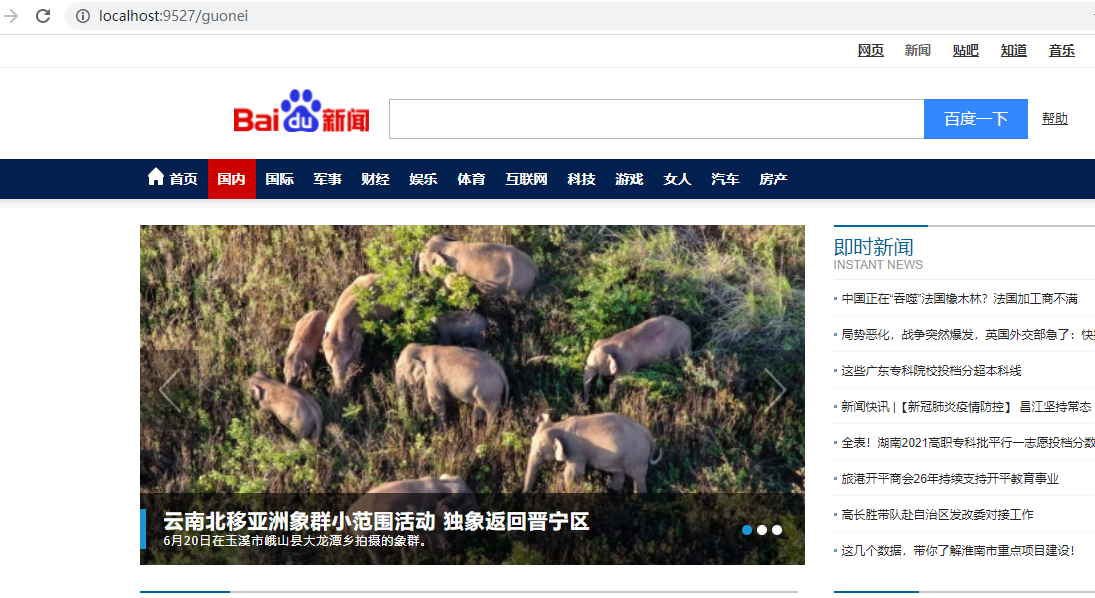 localhost:9527/guonei
网页 新闻 贴吧 知道 音乐
Bai du 新闻
百度一下 帮助
首页 国内 国际 军事 财经 娱乐 体育 互联网 科技 游戏 女人 汽车 房产
云南北移亚洲象群小范围活动 独象返回晋宁区
6月20日在玉溪市峨山县大龙潭乡拍摄的象群。
即时新闻
INSTANT NEWS
中国正在“吞噬”法国橡木林？法国加工商不满
局势恶化，战争突然爆发，英国外交部急了：快
这些广东专科院校投档分超本科线
新闻快讯 |【新冠肺炎疫情防控】 昌江坚持常态
全表！湖南2021高职专科批平行一志愿投档分数
旅港开平商会26年持续支持开平教育事业
高长胜带队赴自治区发改委对接工作
这几个数据，带你了解淮南市重点项目建设！